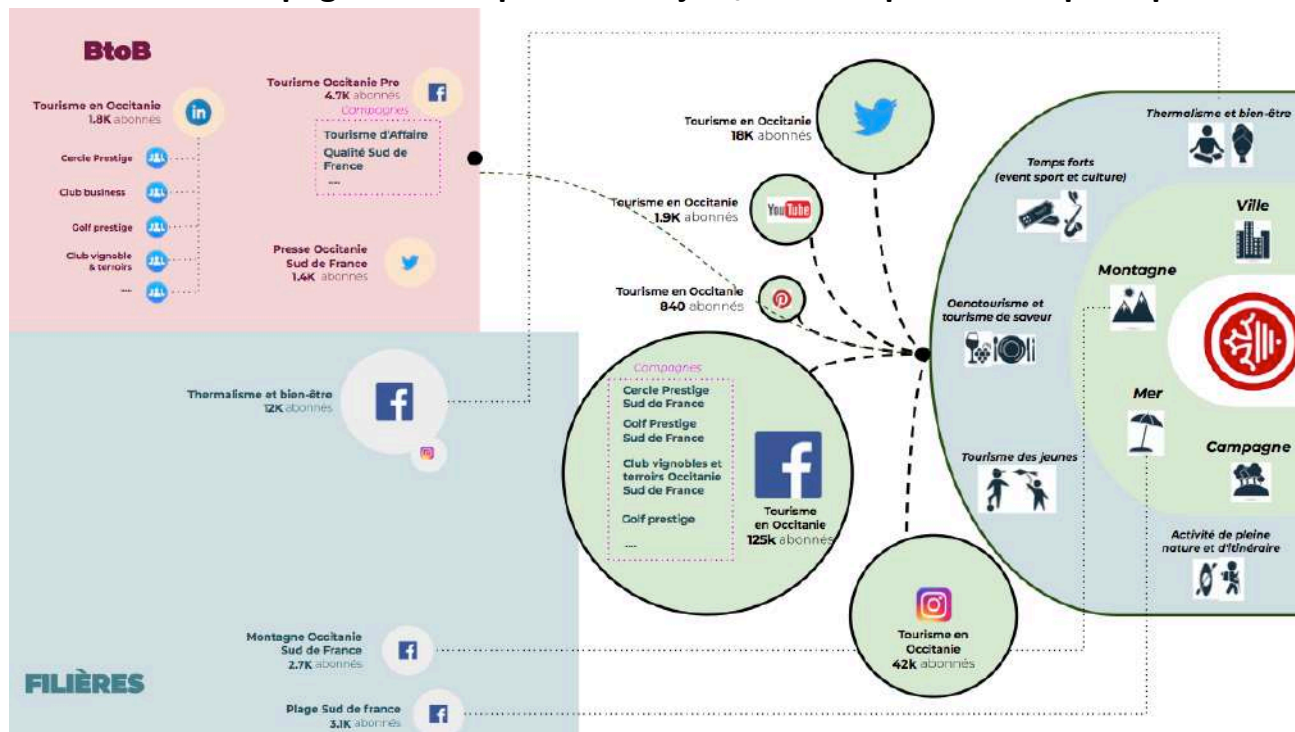 BtoB
Tourisme en Occitanie
1.8K abonnés
in
Cercle Prestige
Club business
Golf prestige
Club vignoble
& terroirs
....
Tourisme Occitanie Pro
4.7K abonnés
Campagnes
Tourisme d'Affaire
Qualité Sud de
France
....
Presse Occitanie
Sud de France
1.4K abonnés
Thermalisme et bien-être
12K abonnés
Montagne Occitanie
Sud de France
2.7K abonnés
FILIÈRES
Plage Sud de france
3.1K abonnés
Tourisme en Occitanie
18K abonnés
Tourisme en Occitanie
1.9K abonnés
YouTube
Tourisme en Occitanie
840 abonnés
Campagnes
Cercle Prestige
Sud de France
Golf Prestige
Sud de France
Club vignobles et
terroirs Occitanie
Sud de France
Golf prestige
....
Tourisme
en Occitanie
125k abonnés
Tourisme en
Occitanie
42k abonnés
Thermalisme et bien-être
Temps forts
(event sport et culture)
Ville
Montagne
Oenotourisme et
tourisme de saveur
Mer
Tourisme des jeunes
Campagne
Activité de pleine
nature et d'itinéraire